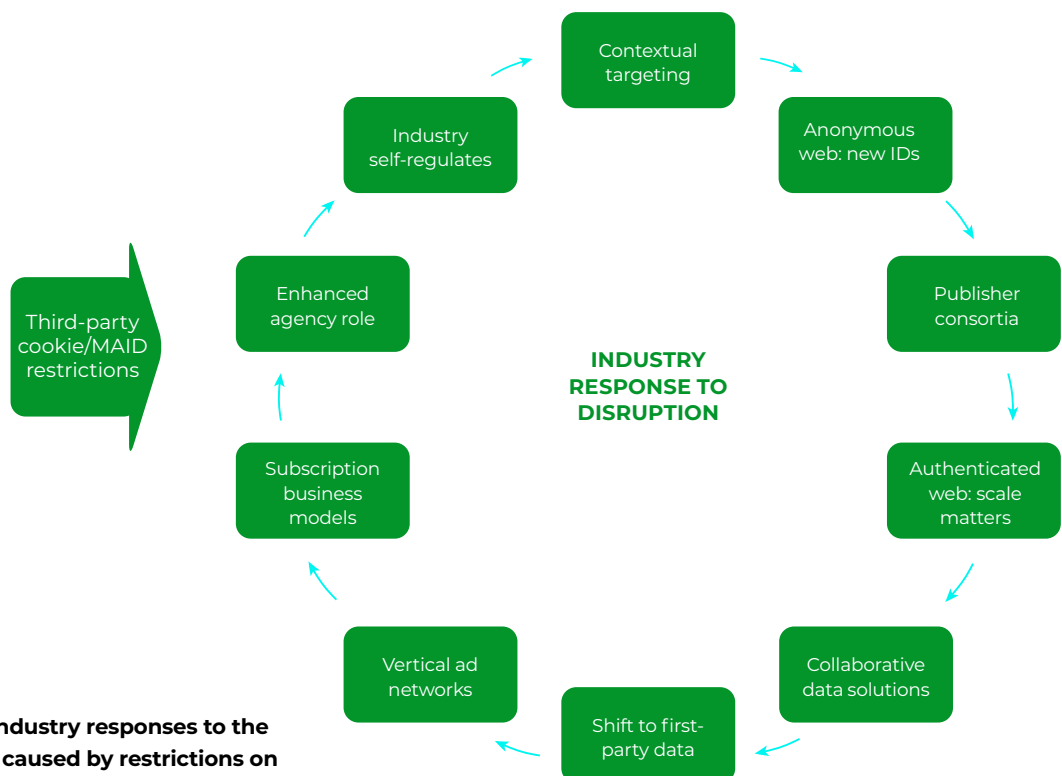 Contextual
targeting
Industry
self-regulates
Anonymous
web: new IDs
Enhanced
agency role
Publisher
consortia
Third-party
cookie/MAID
restrictions
INDUSTRY
RESPONSE TO
DISRUPTION
Subscription
business
models
Authenticated
web: scale
matters
Vertical ad
networks
Collaborative
data solutions
Shift to first-
party data
ndustry responses to the
caused by restrictions on